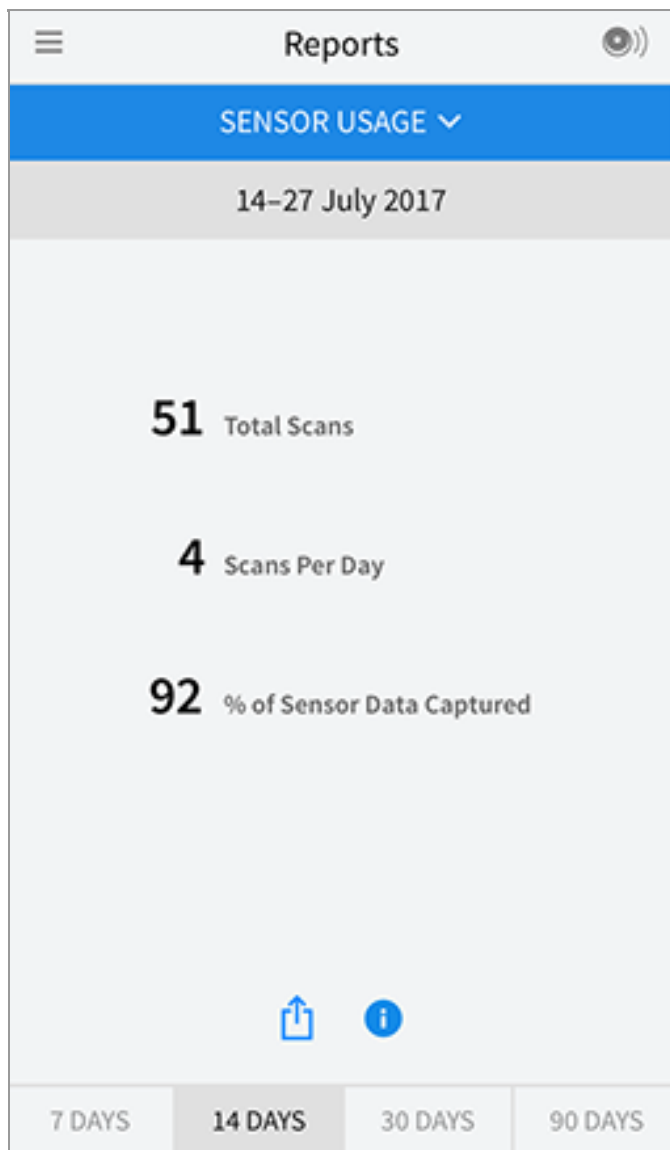 Reports
SENSOR USAGE
14–27 July 2017
51 Total Scans
4 Scans Per Day
92 % of Sensor Data Captured
7 DAYS 14 DAYS 30 DAYS 90 DAYS